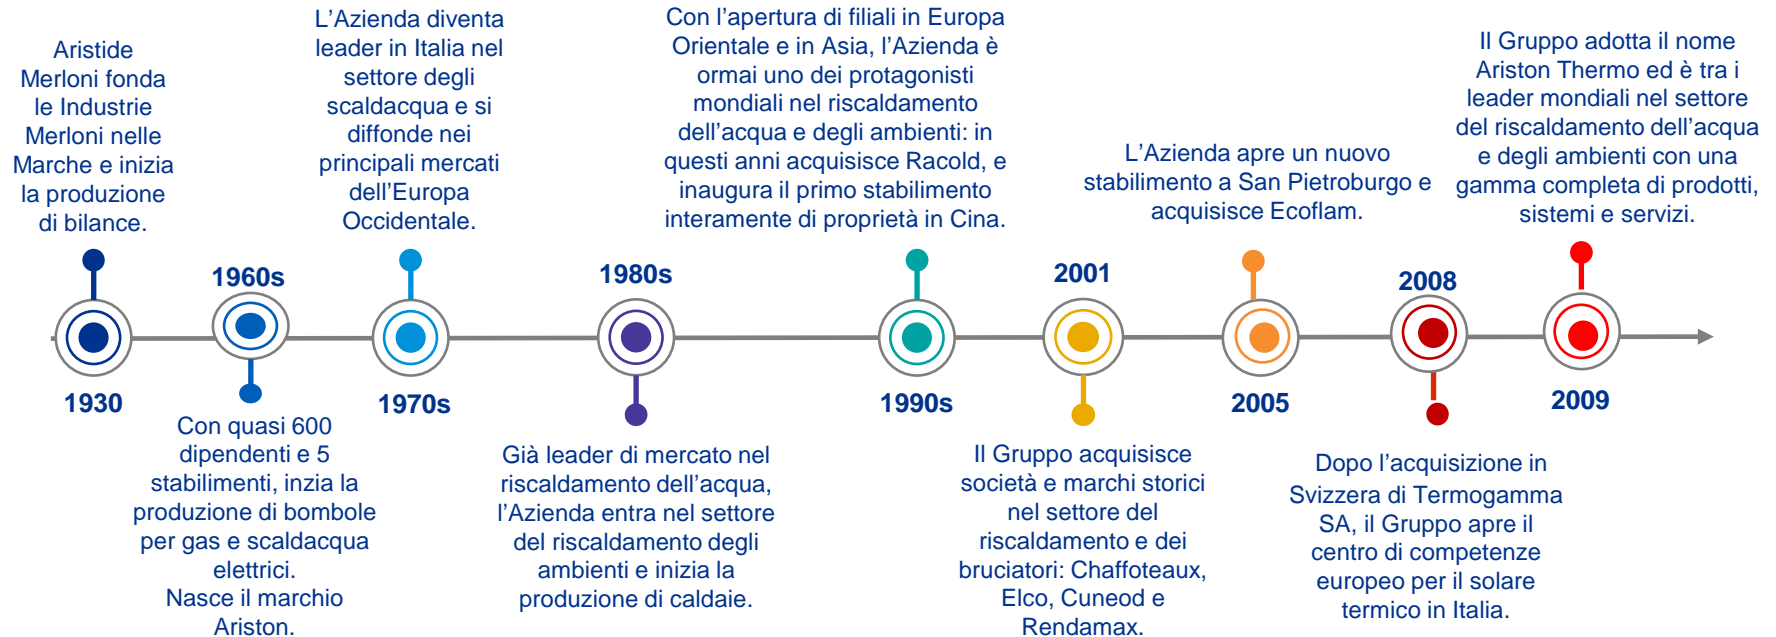 Aristide
Merloni fonda
le Industrie
Merloni nelle
Marche e inizia
la produzione
di bilance.
1930
1960s
Con quasi 600
dipendenti e 5
stabilimenti, inzia la
produzione di bombole
per gas e scaldacqua
elettrici.
Nasce il marchio
Ariston.
L'Azienda diventa
leader in Italia nel
settore degli
scaldacqua e si
diffonde nei
principali mercati
dell'Europa
Occidentale.
1970s
1980s
Già leader di mercato nel
riscaldamento dell'acqua,
l'Azienda entra nel settore
del riscaldamento degli
ambienti e inizia la
produzione di caldaie.
Con l'apertura di filiali in Europa
Orientale e in Asia, l'Azienda è
ormai uno dei protagonisti
mondiali nel riscaldamento
dell'acqua e degli ambienti: in
questi anni acquisisce Racold, e
inaugura il primo stabilimento
interamente di proprietà in Cina.
1990s
2001
Il Gruppo acquisisce
società e marchi storici
nel settore del
riscaldamento e dei
bruciatori: Chaffoteaux,
Elco, Cuneod e
Rendamax.
L'Azienda apre un nuovo
stabilimento a San Pietroburgo e
acquisisce Ecoflam.
2005
2008
Dopo l'acquisizione in
Svizzera di Termogamma
SA, il Gruppo apre il
centro di competenze
europeo per il solare
termico in Italia.
Il Gruppo adotta il nome
Ariston Thermo ed è tra i
leader mondiali nel settore
del riscaldamento dell'acqua
e degli ambienti con una
gamma completa di prodotti,
sistemi e servizi.
2009